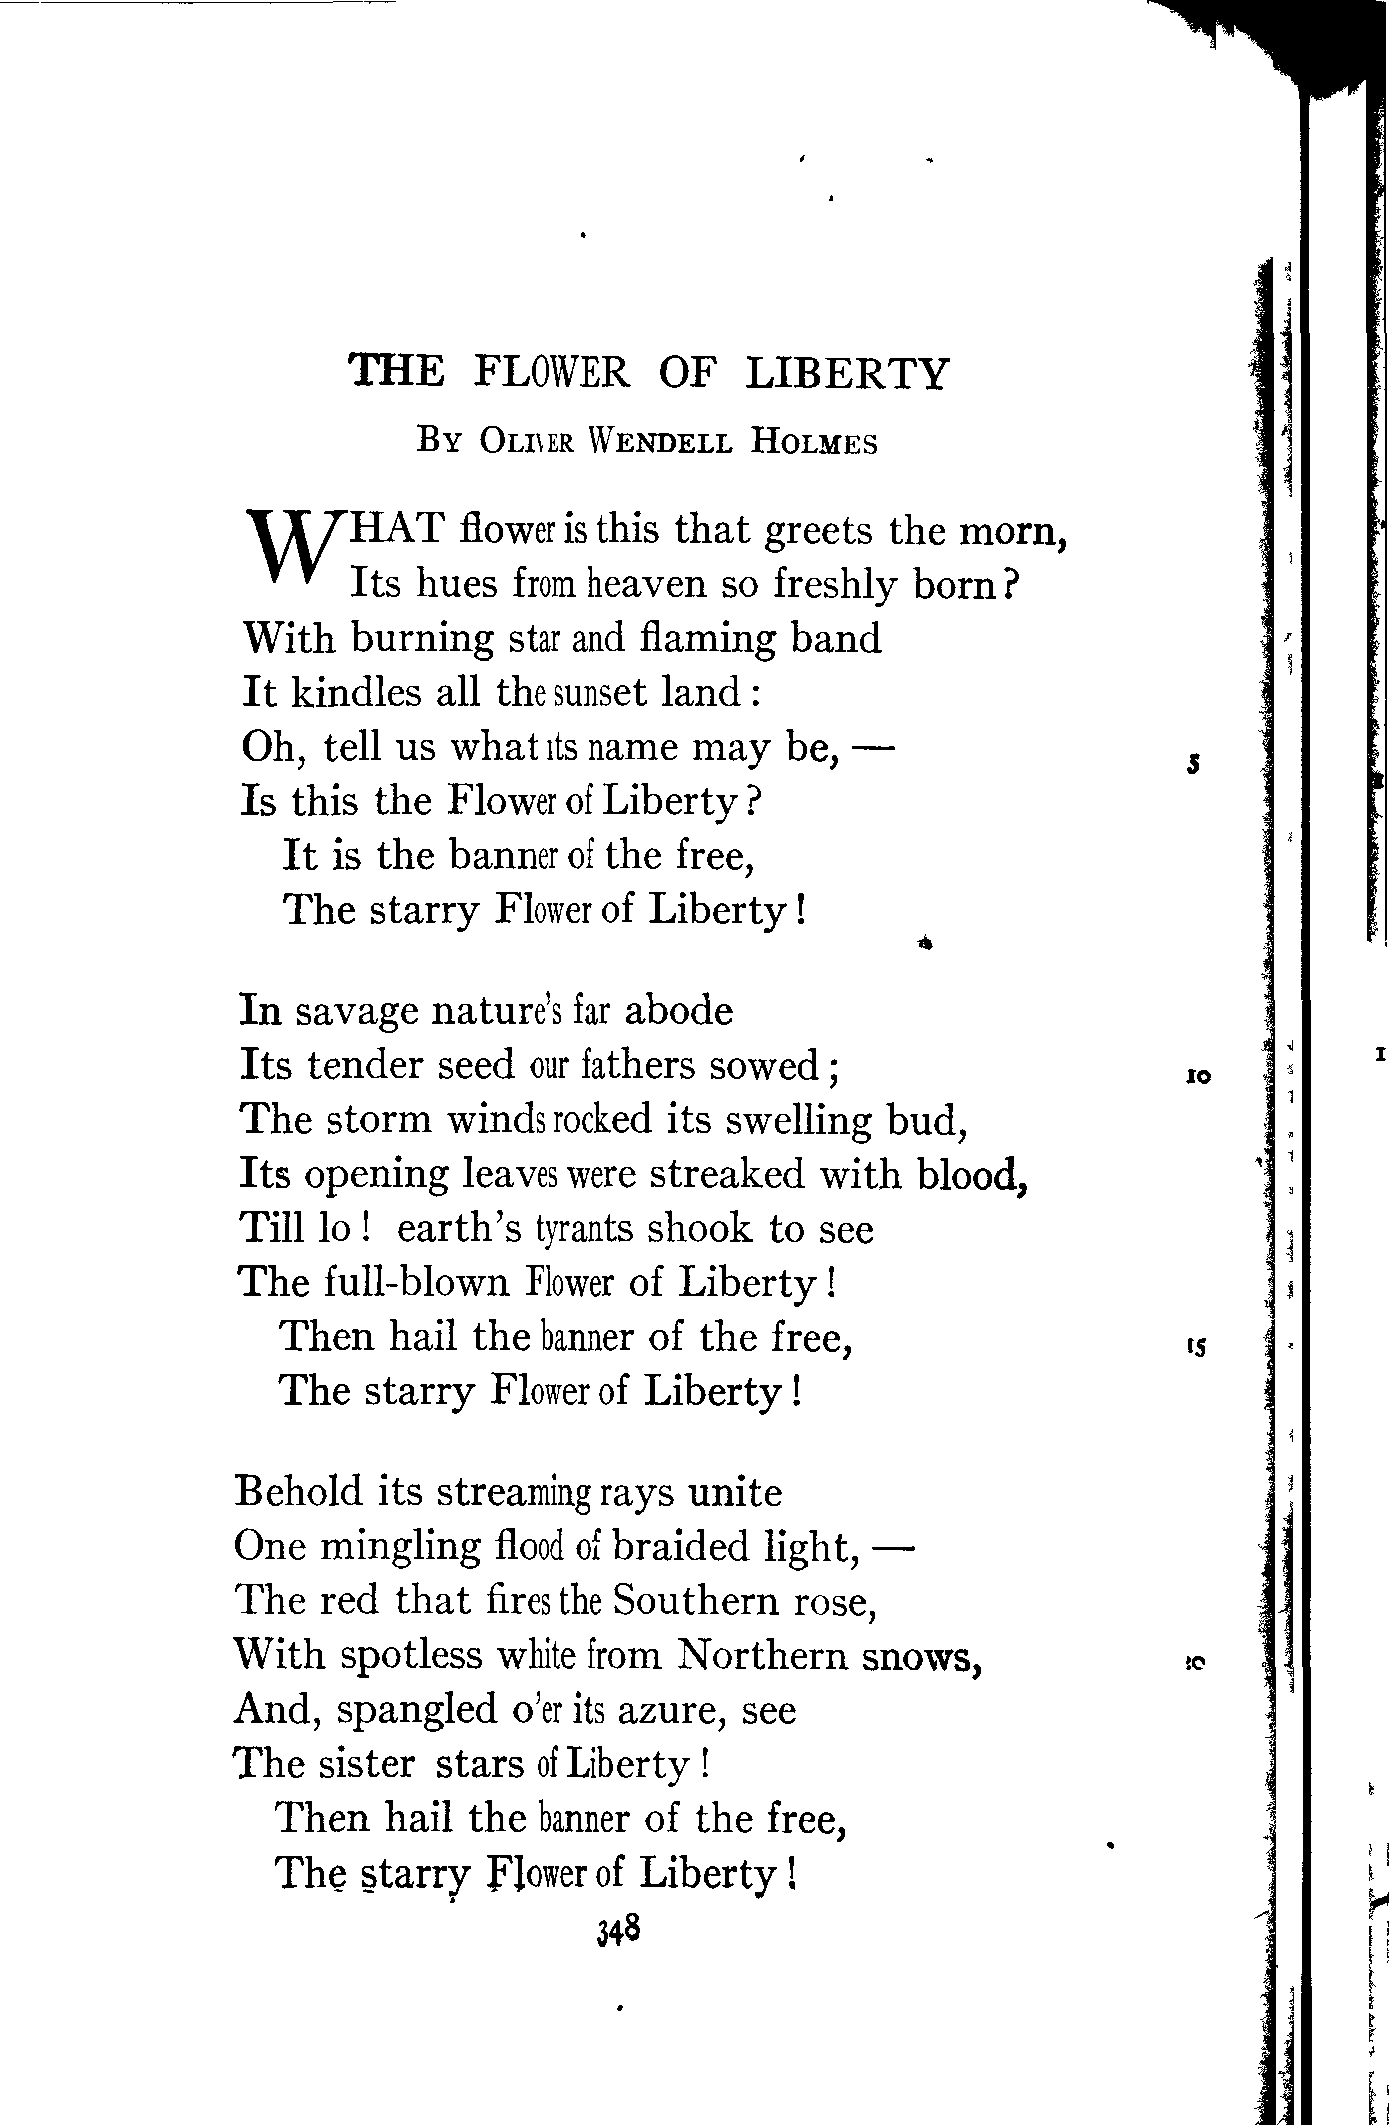 THE FLOWER OF LIBERTY
BY OLIVER WENDELL HOLMES
WHAT flower is this that greets the morn,
Its hues from heaven so freshly born?
With burning star and flaming band
It kindles all the sunset land:
Oh, tell us what its name may be, — 5
Is this the Flower of Liberty?
It is the banner of the free,
The starry Flower of Liberty!
In savage nature's far abode
Its tender seed our fathers sowed; 10
The storm winds rocked its swelling bud,
Its opening leaves were streaked with blood,
Till lo! earth's tyrants shook to see
The full-blown Flower of Liberty!
Then hail the banner of the free, 15
The starry Flower of Liberty!
Behold its streaming rays unite
One mingling flood of braided light, —
The red that fires the Southern rose,
With spotless white from Northern snows,
And, spangled o'er its azure, see
The sister stars of Liberty!
Then hail the banner of the free,
The starry Flower of Liberty!
348